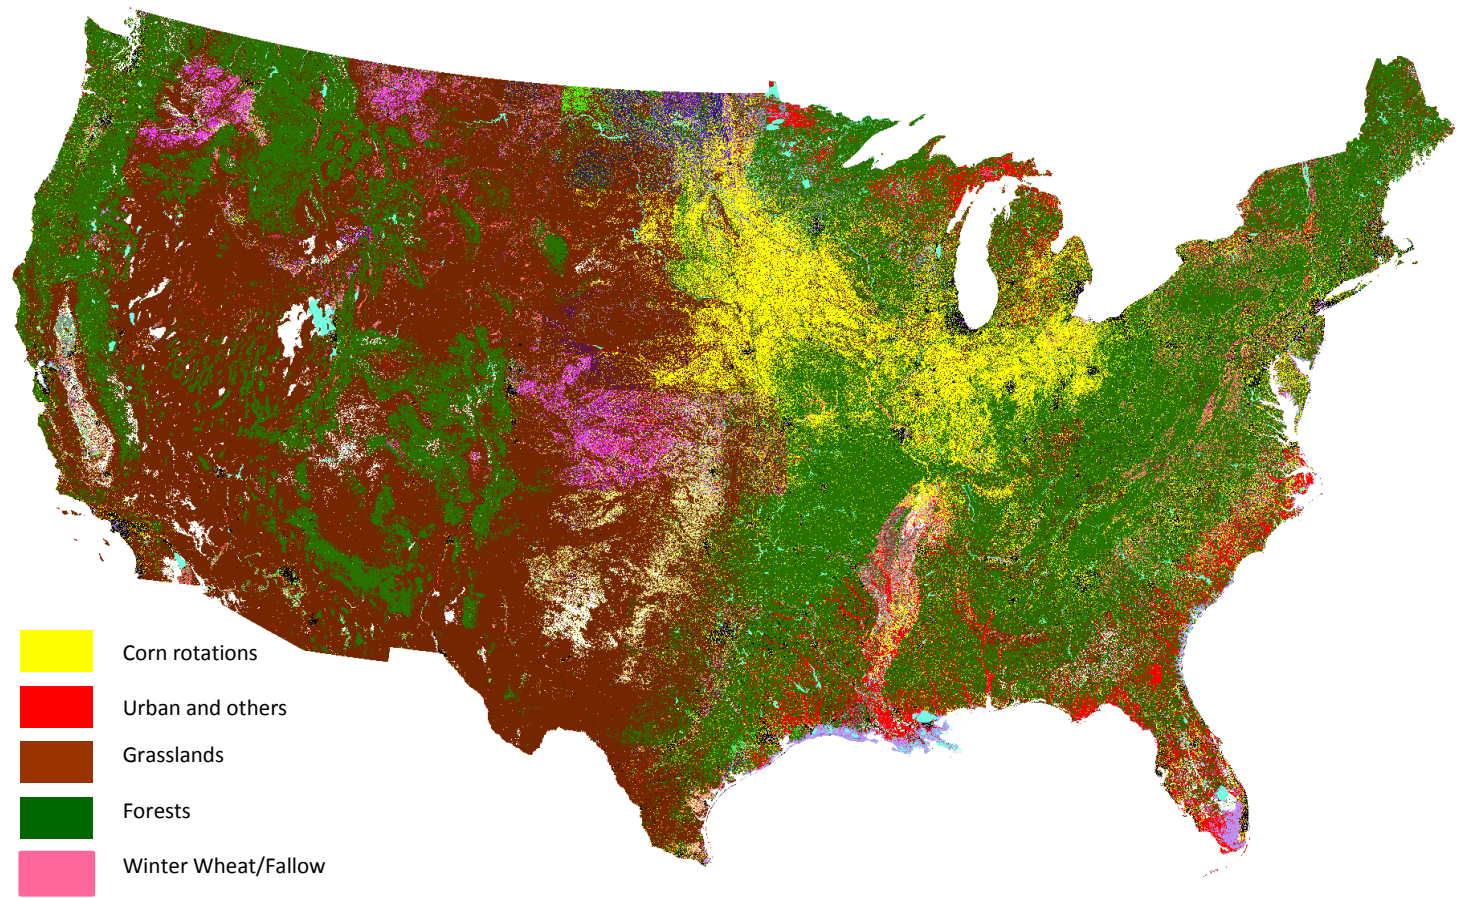 Corn rotations
Urban and others
Grasslands
Forests
Winter Wheat/Fallow